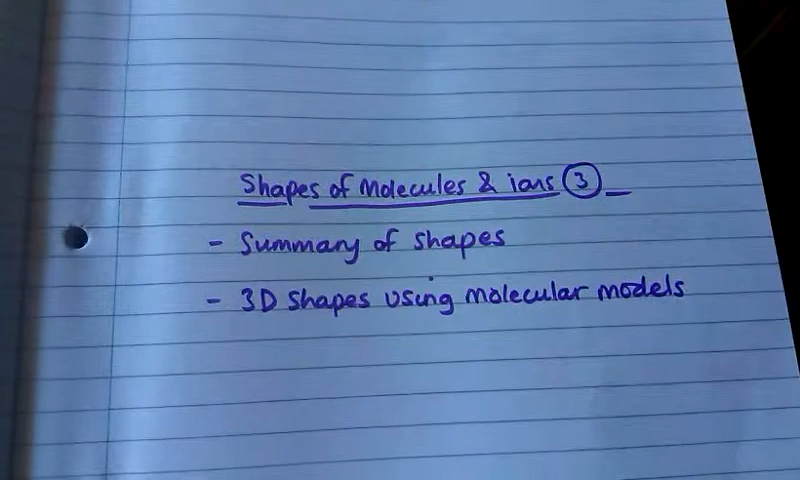 Shapes of Molecules & ions ③
- Summary of shapes
- 3D shapes using molecular models